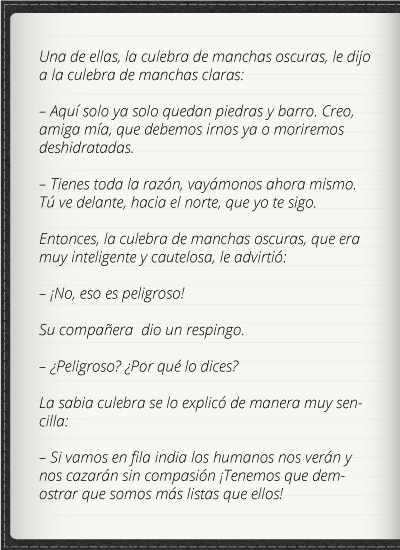 Una de ellas, la culebra de manchas oscuras, le dijo
a la culebra de manchas claras:
– Aquí solo ya solo quedan piedras y barro. Creo,
amiga mía, que debemos irnos ya o moriremos
deshidratadas.
– Tienes toda la razón, vayámonos ahora mismo.
Tú ve delante, hacia el norte, que yo te sigo.
Entonces, la culebra de manchas oscuras, que era
muy inteligente y cautelosa, le advirtió:
– ¡No, eso es peligroso!
Su compañera  dio un respingo.
– ¿Peligroso? ¿Por qué lo dices?
La sabia culebra se lo explicó de manera muy sen-
cilla:
– Si vamos en fila india los humanos nos verán y
nos cazarán sin compasión ¡Tenemos que dem-
ostrar que somos más listas que ellos!